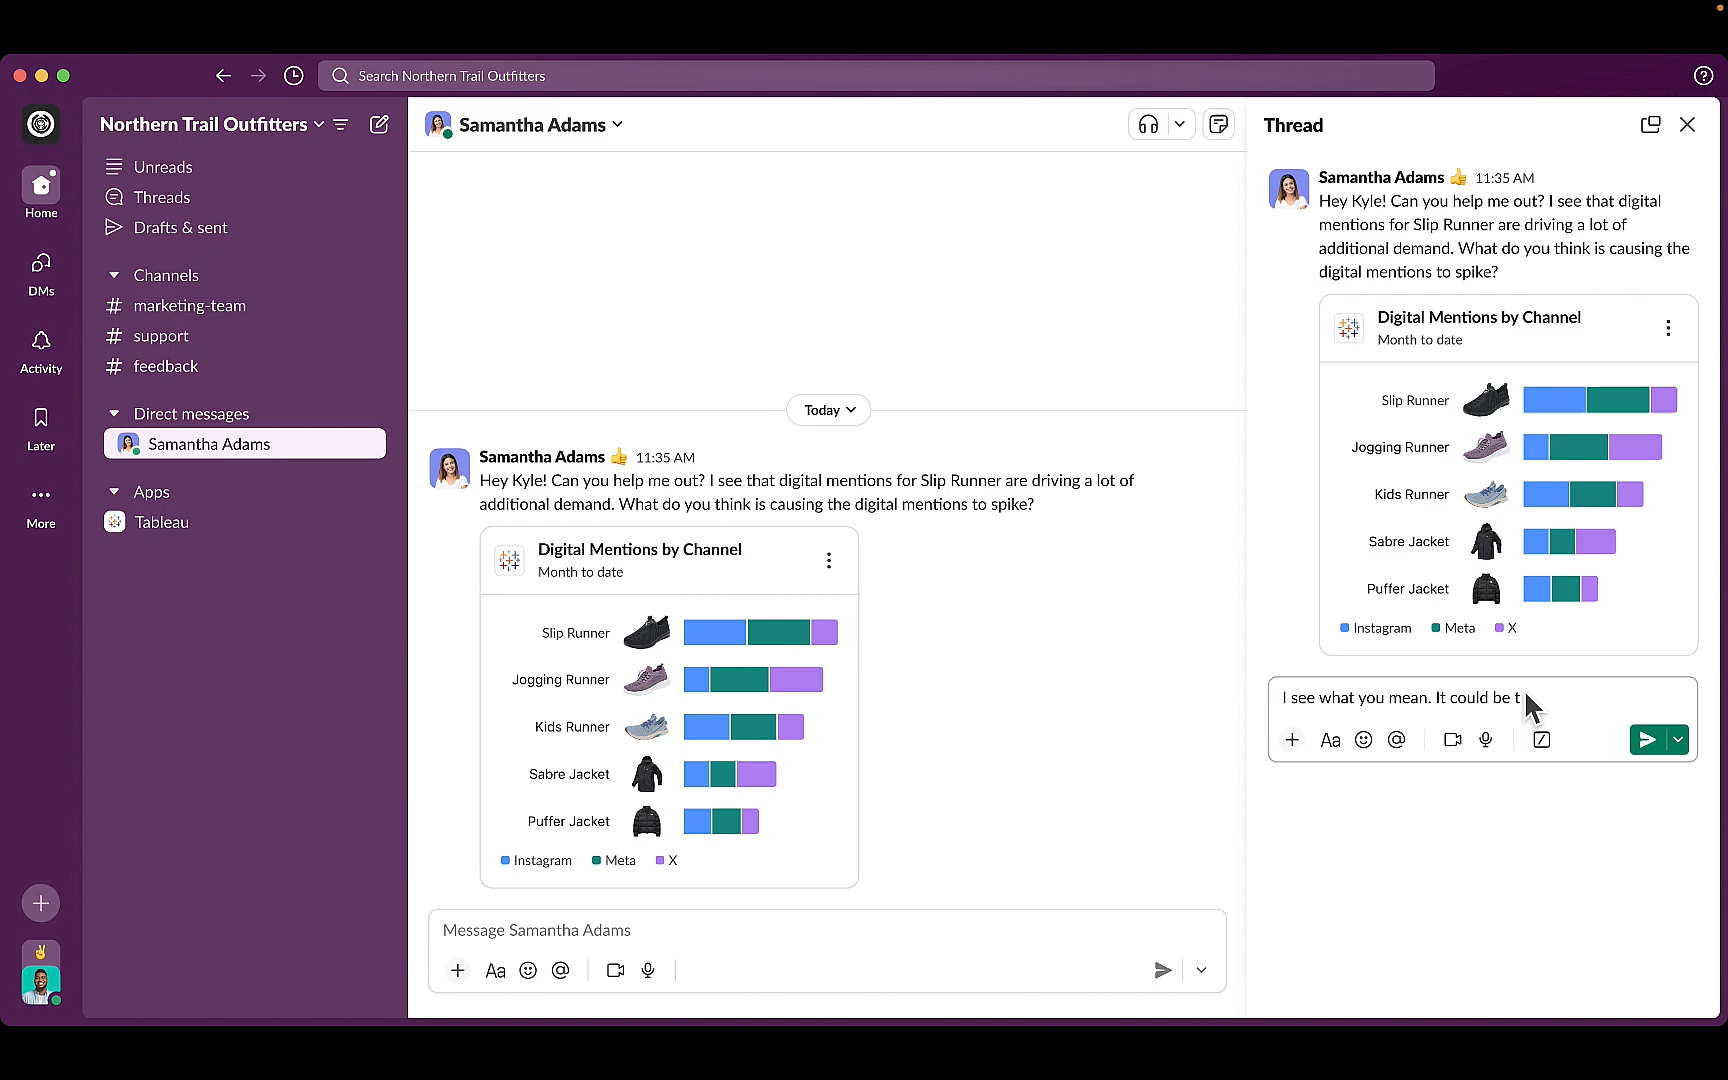 Search Northern Trail Outfitters
Northern Trail Outfitters
Home
DMs
Activity
Later
More
Unreads
Threads
Drafts & sent
Channels
# marketing-team
# support
# feedback
Direct messages
Samantha Adams
Apps
Tableau
Samantha Adams
Today
Samantha Adams 👍 11:35 AM
Hey Kyle! Can you help me out? I see that digital mentions for Slip Runner are driving a lot of
additional demand. What do you think is causing the digital mentions to spike?
Digital Mentions by Channel
Month to date
Slip Runner
Jogging Runner
Kids Runner
Sabre Jacket
Puffer Jacket
Instagram Meta X
Message Samantha Adams
Aa
Thread
Samantha Adams 👍 11:35 AM
Hey Kyle! Can you help me out? I see that digital
mentions for Slip Runner are driving a lot of
additional demand. What do you think is causing the
digital mentions to spike?
Digital Mentions by Channel
Month to date
Slip Runner
Jogging Runner
Kids Runner
Sabre Jacket
Puffer Jacket
Instagram Meta X
I see what you mean. It could be t
Aa